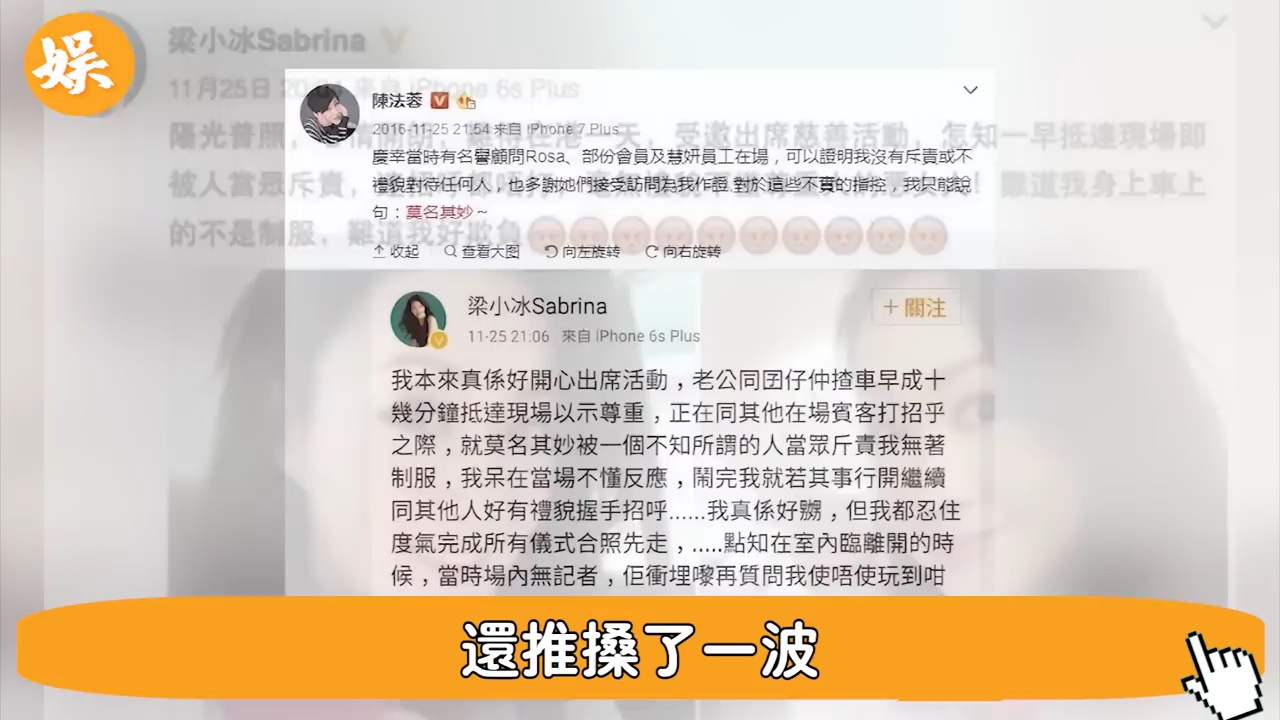 娱
梁小冰Sabrina
陳法蓉
2016-11-25 21:54 来自 iPhone 7 Plus
慶幸當時有名譽顧問Rosa、部份會員及慧妍員工在場，可以證明我沒有斥責或不
禮貌對待任何人，也多謝她們接受訪問為我作證.對於這些不實的指控，我只能說
句：莫名其妙～
收起 查看大图 向左旋转 向右旋转
梁小冰Sabrina
+ 關注
11-25 21:06 來自 iPhone 6s Plus
我本來真係好開心出席活動，老公同囝仔仲揸車早成十
幾分鐘抵達現場以示尊重，正在同其他在場賓客打招乎
之際，就莫名其妙被一個不知所謂的人當眾斤責我無著
制服，我呆在當場不懂反應，鬧完我就若其事行開繼續
同其他人好有禮貌握手招呼......我真係好嬲，但我都忍住
度氣完成所有儀式合照先走，.....點知在室內臨離開的時
候，當時場內無記者，佢衝埋嚟再質問我使唔使玩到咁
還推搡了一波